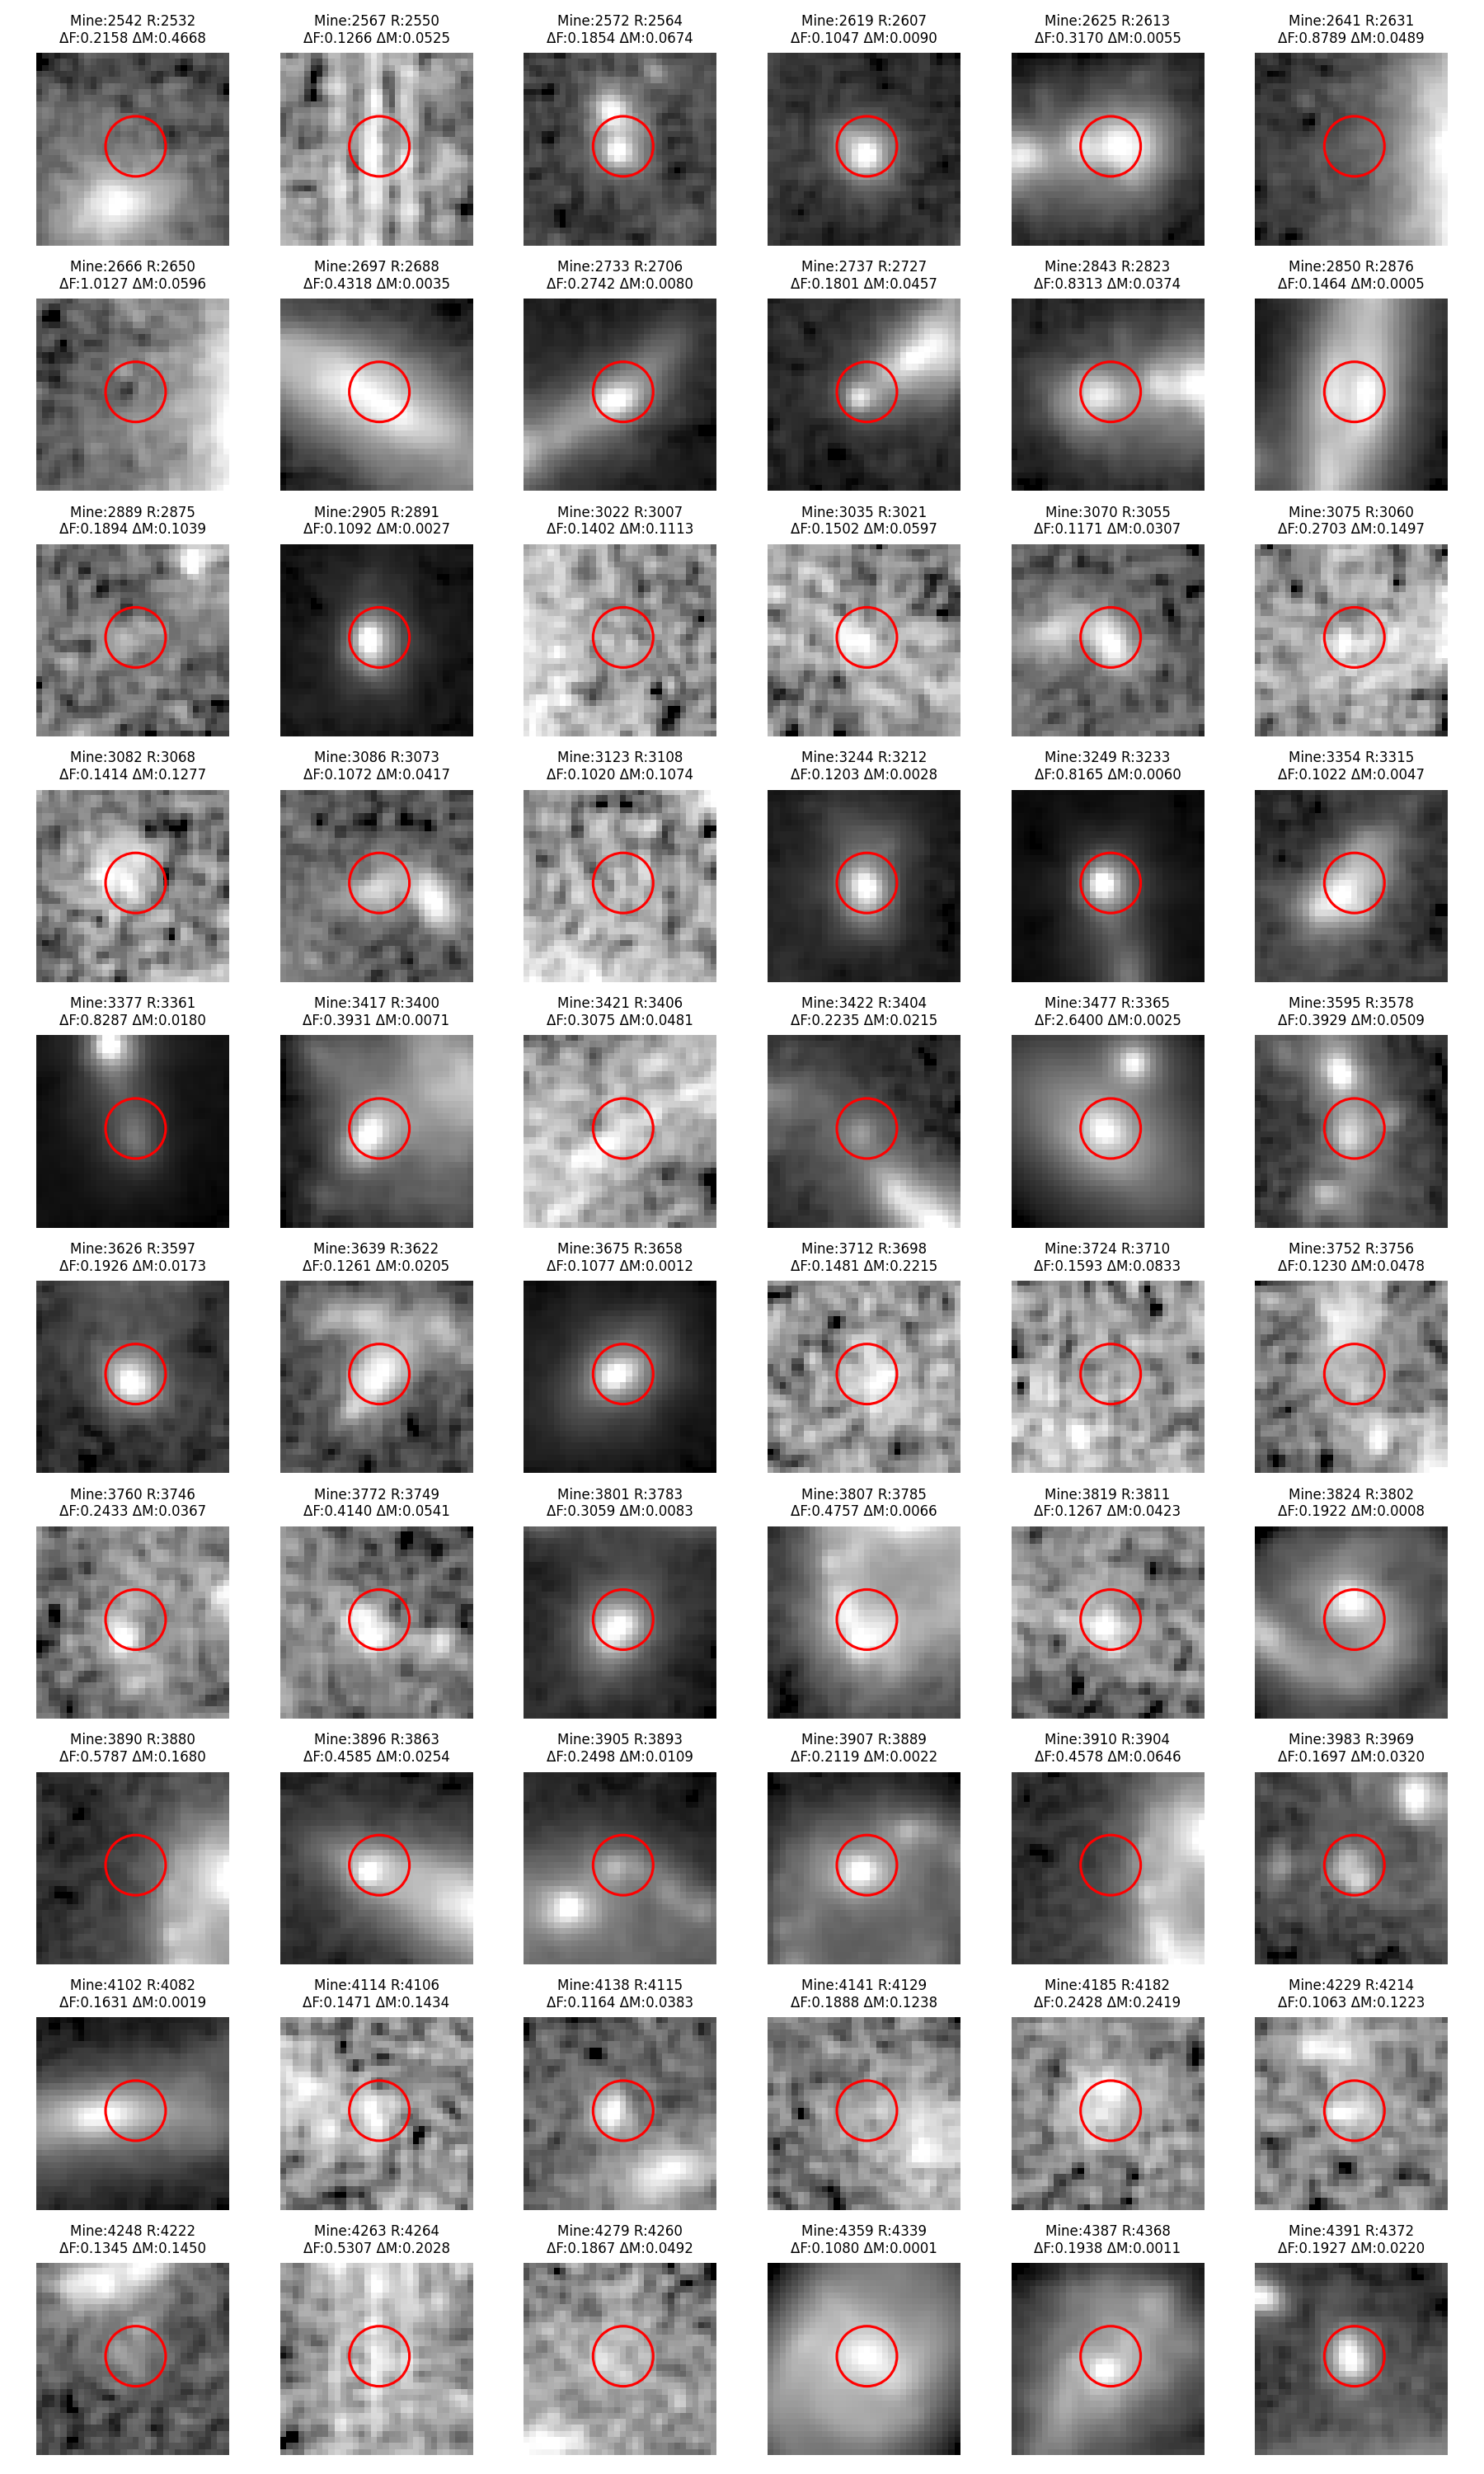 Mine:2542 R:2532
ΔF:0.2158 ΔM:0.4668
Mine:2567 R:2550
ΔF:0.1266 ΔM:0.0525
Mine:2572 R:2564
ΔF:0.1854 ΔM:0.0674
Mine:2619 R:2607
ΔF:0.1047 ΔM:0.0090
Mine:2625 R:2613
ΔF:0.3170 ΔM:0.0055
Mine:2641 R:2631
ΔF:0.8789 ΔM:0.0489
Mine:2666 R:2650
ΔF:1.0127 ΔM:0.0596
Mine:2697 R:2688
ΔF:0.4318 ΔM:0.0035
Mine:2733 R:2706
ΔF:0.2742 ΔM:0.0080
Mine:2737 R:2727
ΔF:0.1801 ΔM:0.0457
Mine:2843 R:2823
ΔF:0.8313 ΔM:0.0374
Mine:2850 R:2876
ΔF:0.1464 ΔM:0.0005
Mine:2889 R:2875
ΔF:0.1894 ΔM:0.1039
Mine:2905 R:2891
ΔF:0.1092 ΔM:0.0027
Mine:3022 R:3007
ΔF:0.1402 ΔM:0.1113
Mine:3035 R:3021
ΔF:0.1502 ΔM:0.0597
Mine:3070 R:3055
ΔF:0.1171 ΔM:0.0307
Mine:3075 R:3060
ΔF:0.2703 ΔM:0.1497
Mine:3082 R:3068
ΔF:0.1414 ΔM:0.1277
Mine:3086 R:3073
ΔF:0.1072 ΔM:0.0417
Mine:3123 R:3108
ΔF:0.1020 ΔM:0.1074
Mine:3244 R:3212
ΔF:0.1203 ΔM:0.0028
Mine:3249 R:3233
ΔF:0.8165 ΔM:0.0060
Mine:3354 R:3315
ΔF:0.1022 ΔM:0.0047
Mine:3377 R:3361
ΔF:0.8287 ΔM:0.0180
Mine:3417 R:3400
ΔF:0.3931 ΔM:0.0071
Mine:3421 R:3406
ΔF:0.3075 ΔM:0.0481
Mine:3422 R:3404
ΔF:0.2235 ΔM:0.0215
Mine:3477 R:3365
ΔF:2.6400 ΔM:0.0025
Mine:3595 R:3578
ΔF:0.3929 ΔM:0.0509
Mine:3626 R:3597
ΔF:0.1926 ΔM:0.0173
Mine:3639 R:3622
ΔF:0.1261 ΔM:0.0205
Mine:3675 R:3658
ΔF:0.1077 ΔM:0.0012
Mine:3712 R:3698
ΔF:0.1481 ΔM:0.2215
Mine:3724 R:3710
ΔF:0.1593 ΔM:0.0833
Mine:3752 R:3756
ΔF:0.1230 ΔM:0.0478
Mine:3760 R:3746
ΔF:0.2433 ΔM:0.0367
Mine:3772 R:3749
ΔF:0.4140 ΔM:0.0541
Mine:3801 R:3783
ΔF:0.3059 ΔM:0.0083
Mine:3807 R:3785
ΔF:0.4757 ΔM:0.0066
Mine:3819 R:3811
ΔF:0.1267 ΔM:0.0423
Mine:3824 R:3802
ΔF:0.1922 ΔM:0.0008
Mine:3890 R:3880
ΔF:0.5787 ΔM:0.1680
Mine:3896 R:3863
ΔF:0.4585 ΔM:0.0254
Mine:3905 R:3893
ΔF:0.2498 ΔM:0.0109
Mine:3907 R:3889
ΔF:0.2119 ΔM:0.0022
Mine:3910 R:3904
ΔF:0.4578 ΔM:0.0646
Mine:3983 R:3969
ΔF:0.1697 ΔM:0.0320
Mine:4102 R:4082
ΔF:0.1631 ΔM:0.0019
Mine:4114 R:4106
ΔF:0.1471 ΔM:0.1434
Mine:4138 R:4115
ΔF:0.1164 ΔM:0.0383
Mine:4141 R:4129
ΔF:0.1888 ΔM:0.1238
Mine:4185 R:4182
ΔF:0.2428 ΔM:0.2419
Mine:4229 R:4214
ΔF:0.1063 ΔM:0.1223
Mine:4248 R:4222
ΔF:0.1345 ΔM:0.1450
Mine:4263 R:4264
ΔF:0.5307 ΔM:0.2028
Mine:4279 R:4260
ΔF:0.1867 ΔM:0.0492
Mine:4359 R:4339
ΔF:0.1080 ΔM:0.0001
Mine:4387 R:4368
ΔF:0.1938 ΔM:0.0011
Mine:4391 R:4372
ΔF:0.1927 ΔM:0.0220